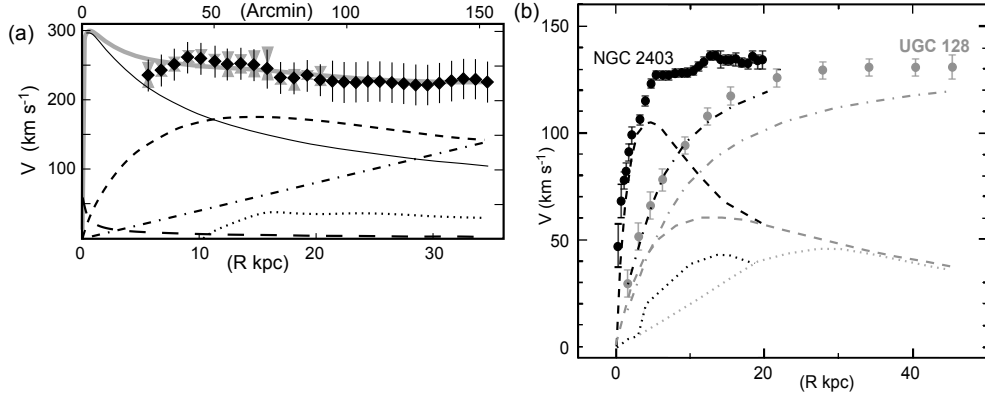 0 50 (Arcmin) 100 150
(a)
300
250
200
100
V (km s⁻¹)
0 10 20 30
(R kpc)
(b)
150
100
50
0
V (km s⁻¹)
NGC 2403
UGC 128
0 20 40
(R kpc)